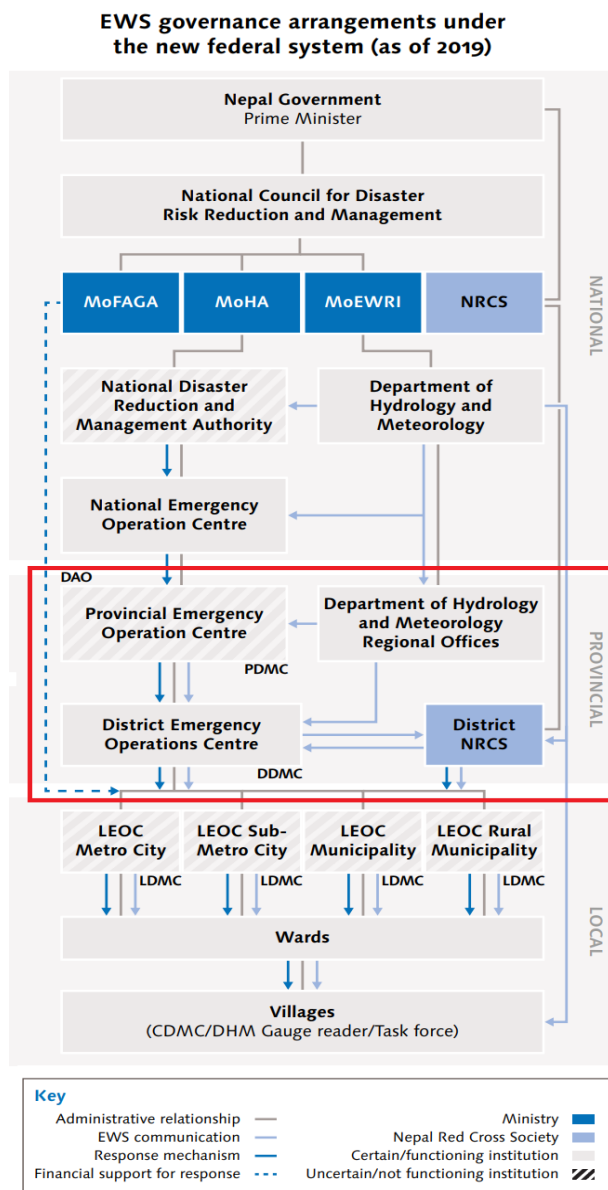 EWS governance arrangements under
the new federal system (as of 2019)
Nepal Government
Prime Minister
National Council for Disaster
Risk Reduction and Management
MoFAGA
MoHA
MoEWRI
NRCS
NATIONAL
National Disaster
Reduction and
Management Authority
Department of
Hydrology and
Meteorology
National Emergency
Operation Centre
DAO
Provincial Emergency
Operation Centre
Department of Hydrology
and Meteorology
Regional Offices
PROVINCIAL
PDMC
District Emergency
Operations Centre
District
NRCS
DDMC
LEOC
Metro City
LEOC Sub-
Metro City
LEOC
Municipality
LEOC Rural
Municipality
LDMC
LDMC
LDMC
LDMC
LOCAL
Wards
Villages
(CDMC/DHM Gauge reader/Task force)
Key
Administrative relationship
EWS communication
Response mechanism
Financial support for response
Ministry
Nepal Red Cross Society
Certain/functioning institution
Uncertain/not functioning institution